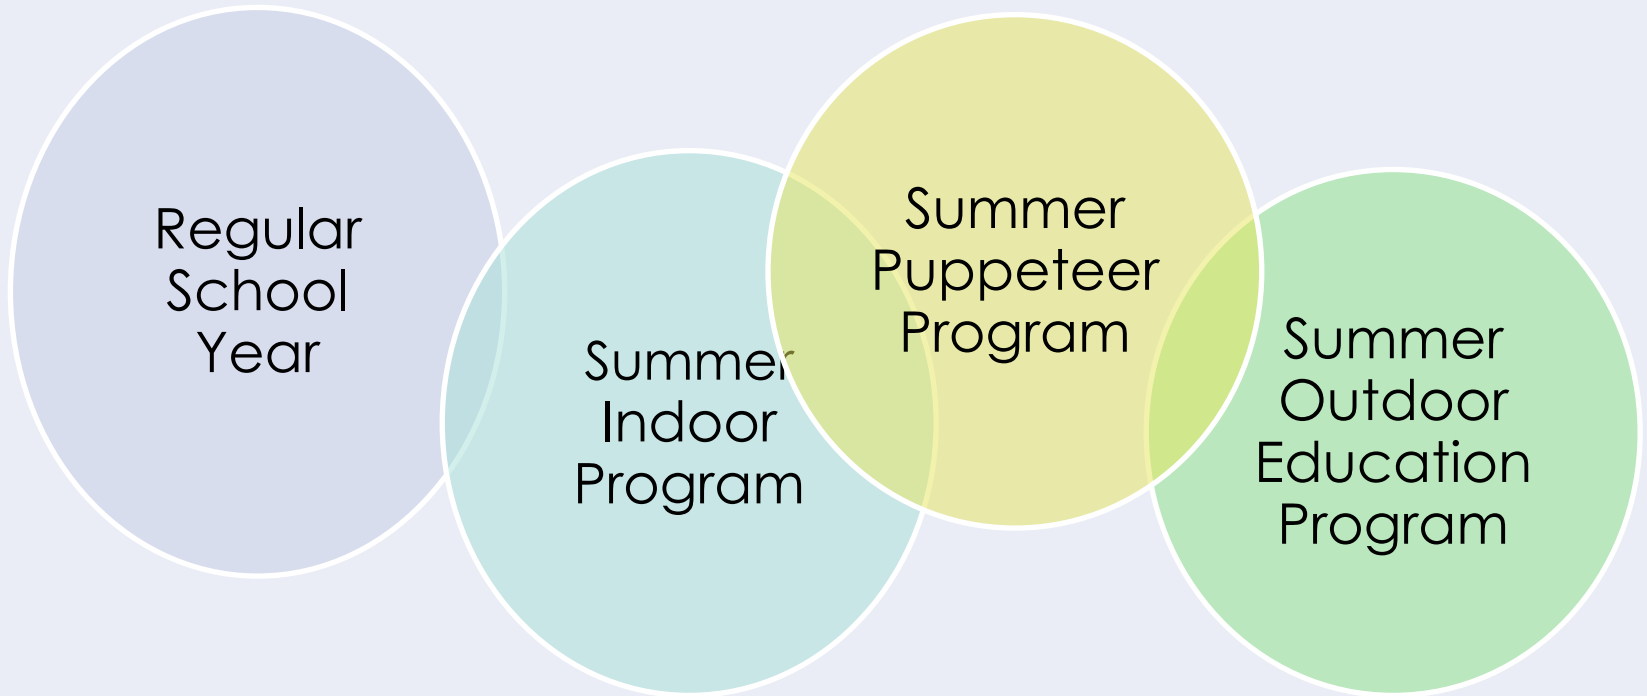 Regular
School
Year
Summer
Indoor
Program
Summer
Puppeteer
Program
Summer
Outdoor
Education
Program